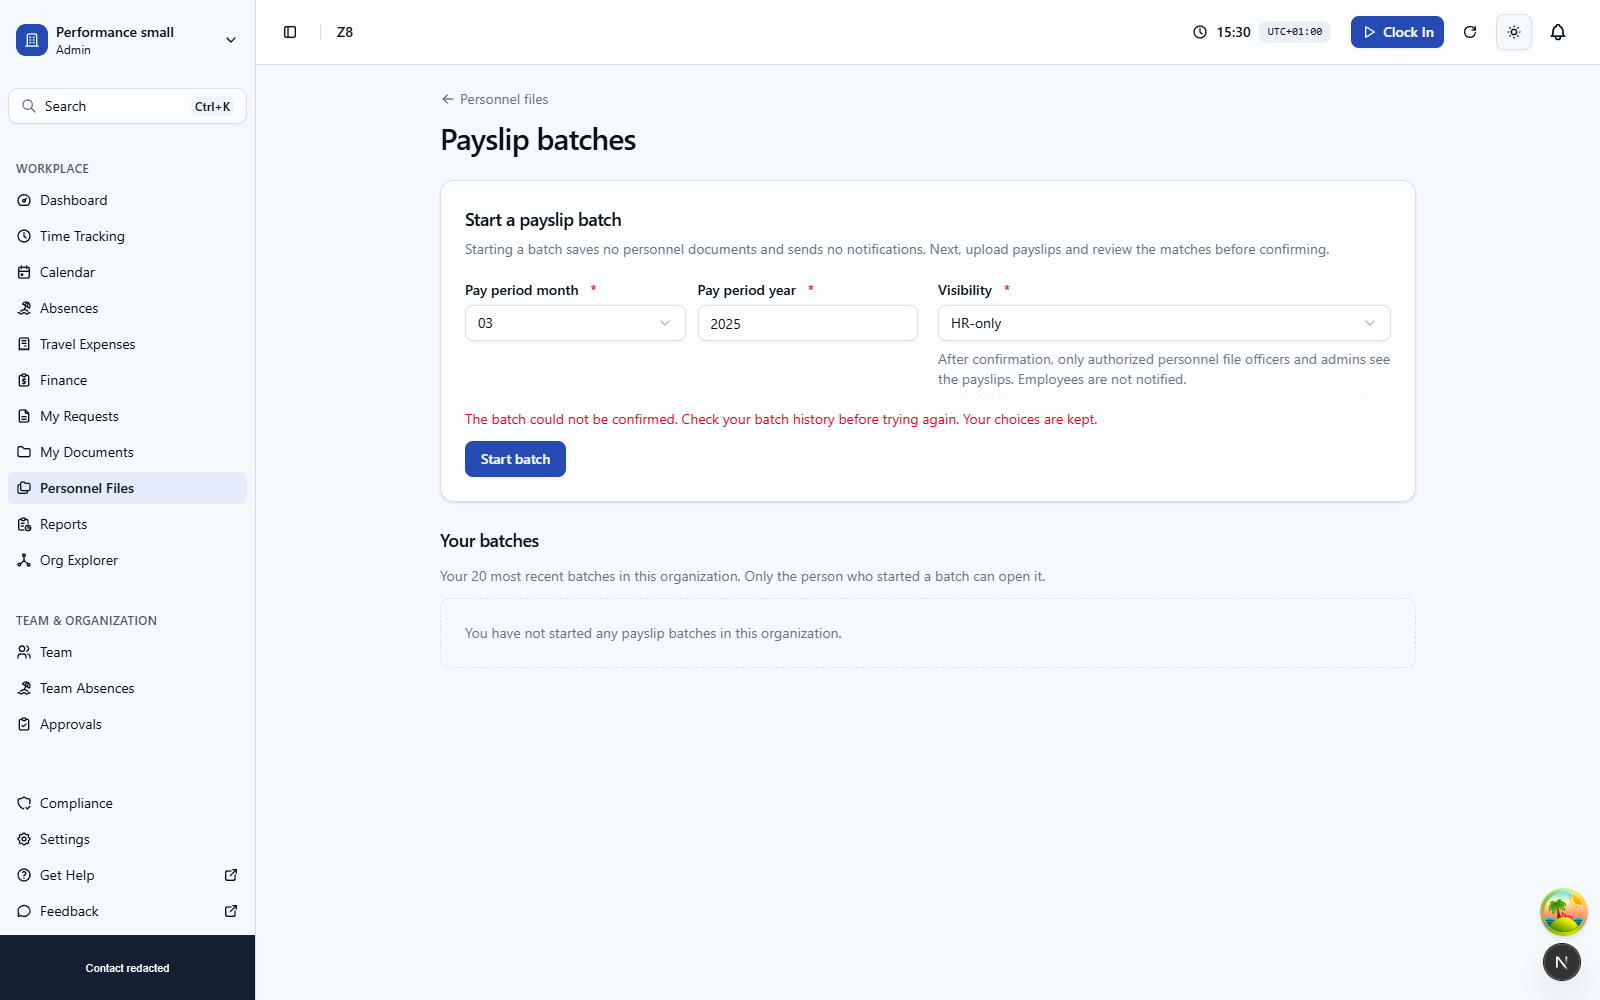 Performance small
Admin
Search
Ctrl+K
WORKPLACE
Dashboard
Time Tracking
Calendar
Absences
Travel Expenses
Finance
My Requests
My Documents
Personnel Files
Reports
Org Explorer
TEAM & ORGANIZATION
Team
Team Absences
Approvals
Compliance
Settings
Get Help
Feedback
Contact redacted
Z8
15:30
UTC+01:00
Clock In
Personnel files
Payslip batches
Start a payslip batch
Starting a batch saves no personnel documents and sends no notifications. Next, upload payslips and review the matches before confirming.
Pay period month *
03
Pay period year *
2025
Visibility *
HR-only
After confirmation, only authorized personnel file officers and admins see
the payslips. Employees are not notified.
The batch could not be confirmed. Check your batch history before trying again. Your choices are kept.
Start batch
Your batches
Your 20 most recent batches in this organization. Only the person who started a batch can open it.
You have not started any payslip batches in this organization.
N